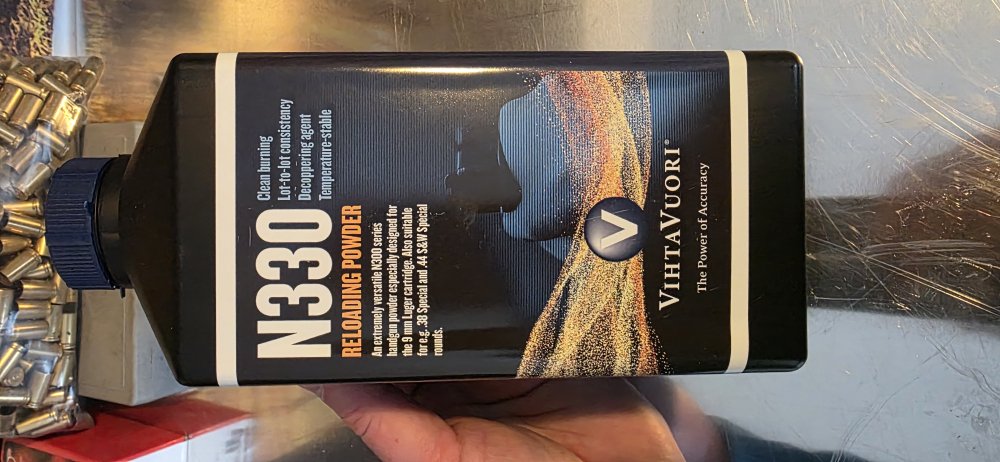 N330
Clean burning
Lot-to-lot consistency
Decoppering agent
Temperature-stable
RELOADING POWDER
An extremely versatile N300 series
handgun powder especially designed for
the 9 mm Luger cartridge. Also suitable
for e.g. .38 Special and .44 S&W Special
rounds.
V
VIHTAVUORI®
The Power of Accuracy